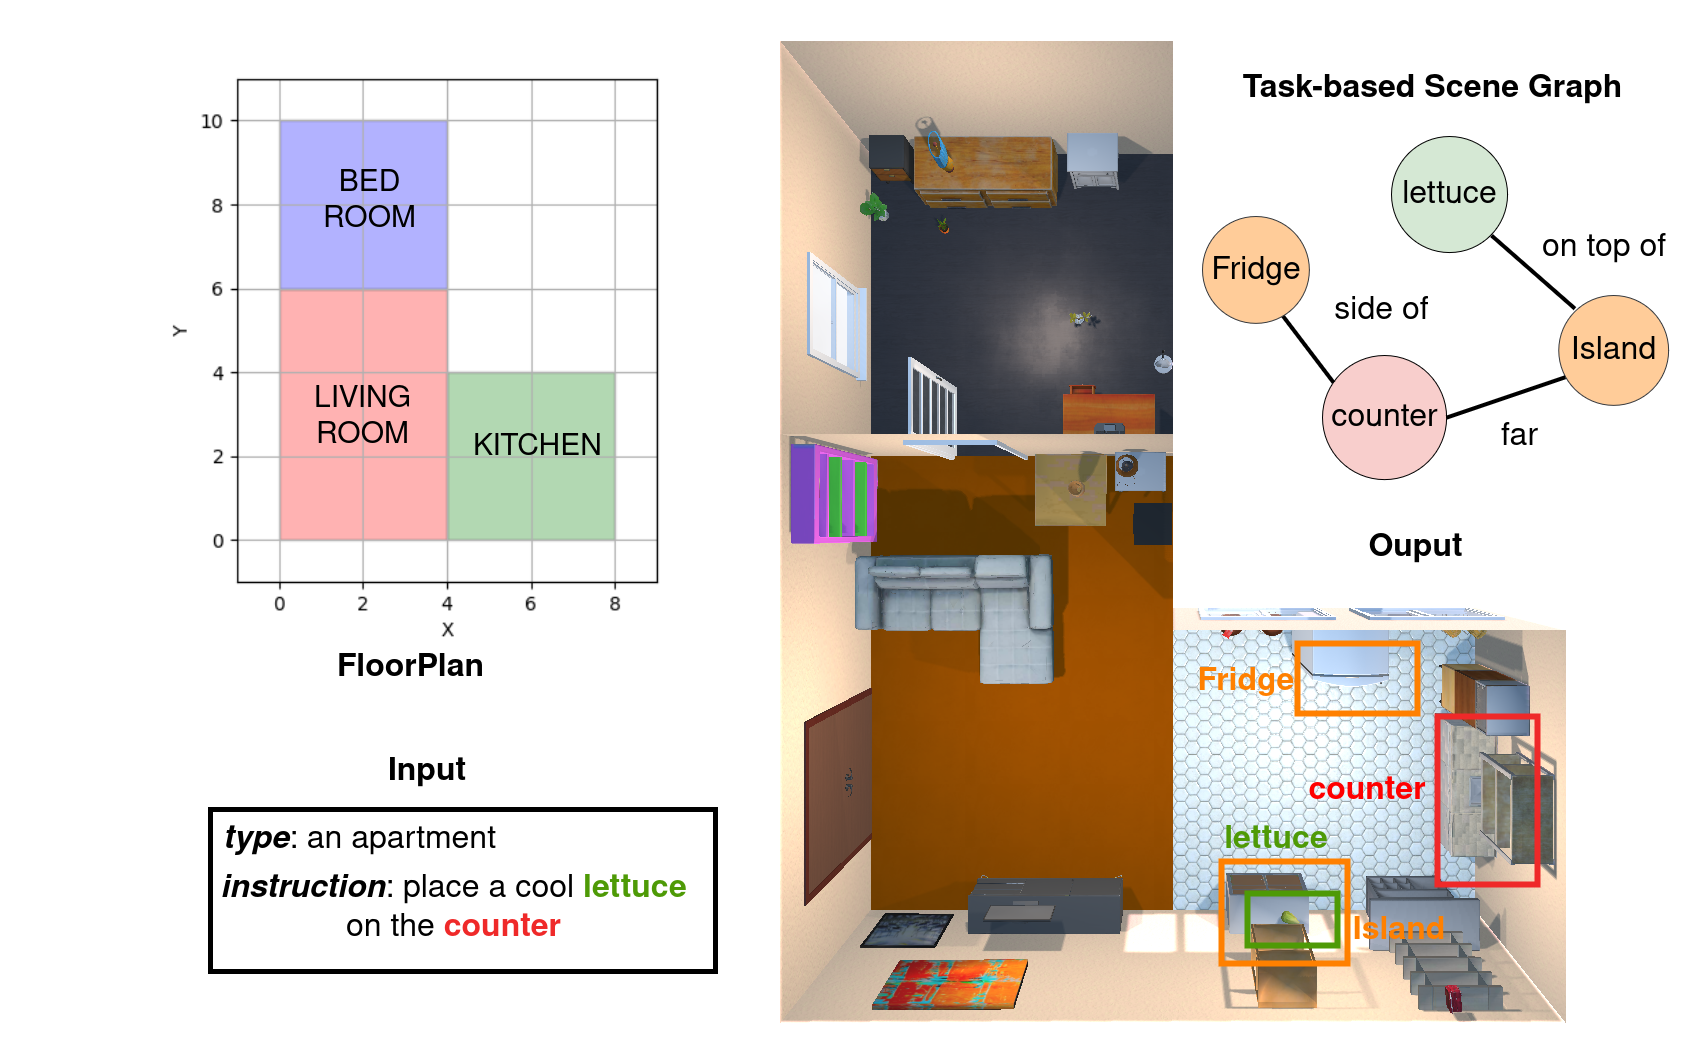 10
8
6
4
2
0
Y
BED
ROOM
LIVING
ROOM
KITCHEN
0 2 4 6 8
X
FloorPlan
Input
type: an apartment
instruction: place a cool lettuce
on the counter
Fridge
counter
lettuce
Island
Task-based Scene Graph
lettuce
on top of
Fridge
side of
Island
counter
far
Ouput